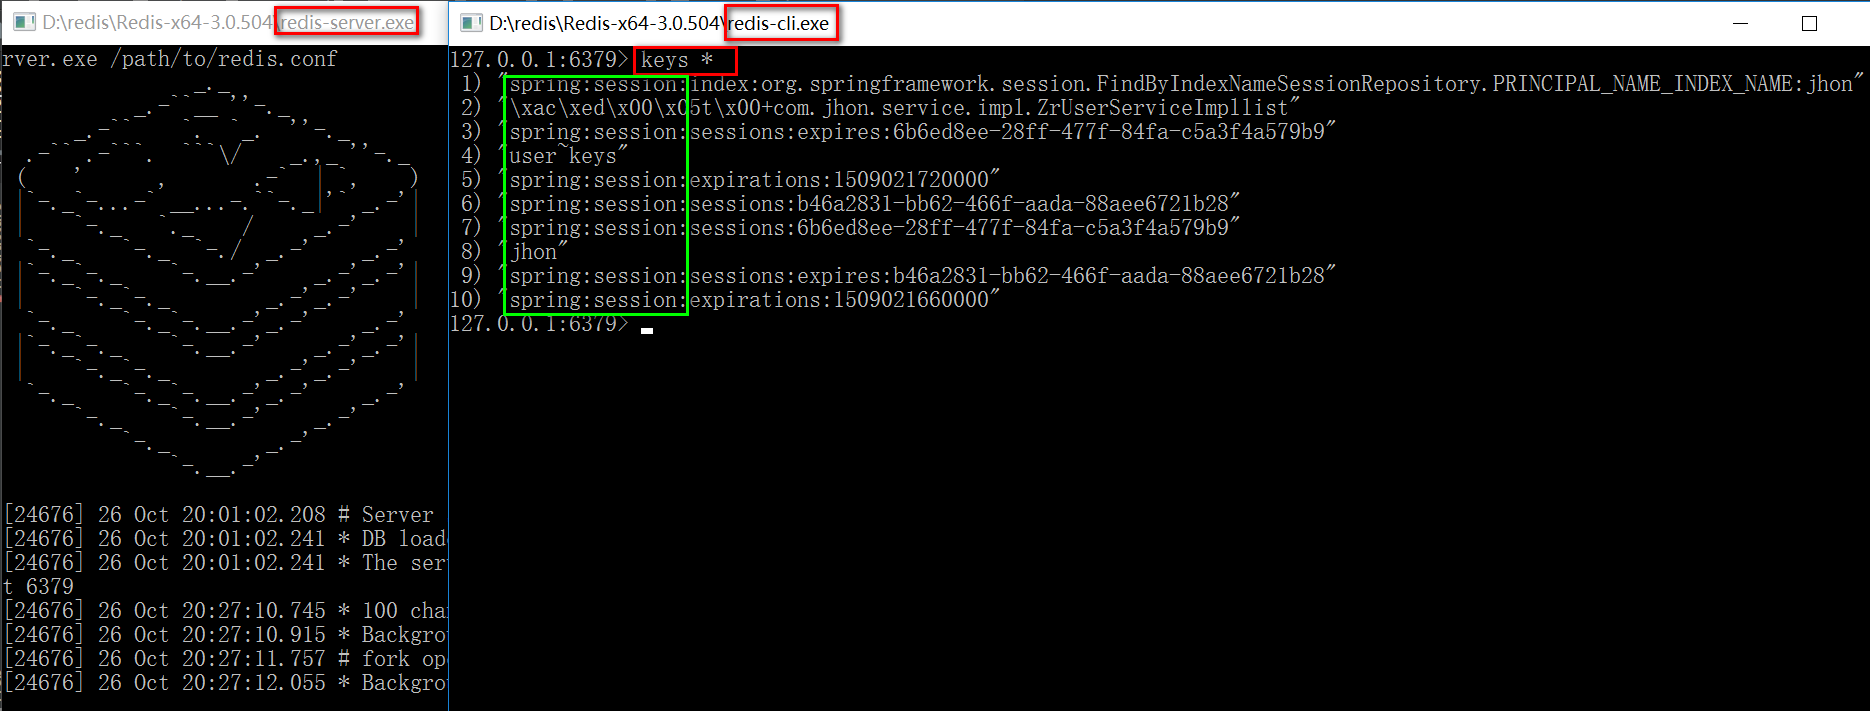 D:\redis\Redis-x64-3.0.504\redis-server.exe
rver.exe /path/to/redis.conf
[24676] 26 Oct 20:01:02.208 # Server
[24676] 26 Oct 20:01:02.241 * DB load
[24676] 26 Oct 20:01:02.241 * The ser
t 6379
[24676] 26 Oct 20:27:10.745 * 100 cha
[24676] 26 Oct 20:27:10.915 * Backgro
[24676] 26 Oct 20:27:11.757 # fork op
[24676] 26 Oct 20:27:12.055 * Backgro
D:\redis\Redis-x64-3.0.504\redis-cli.exe
127.0.0.1:6379> keys *
1) "spring:session:index:org.springframework.session.FindByIndexNameSessionRepository.PRINCIPAL_NAME_INDEX_NAME:jhon"
2) "\xac\xed\x00\x05t\x00+com.jhon.service.impl.ZrUserServiceImpllist"
3) "spring:session:sessions:expires:6b6ed8ee-28ff-477f-84fa-c5a3f4a579b9"
4) "user~keys"
5) "spring:session:expirations:1509021720000"
6) "spring:session:sessions:b46a2831-bb62-466f-aada-88aee6721b28"
7) "spring:session:sessions:6b6ed8ee-28ff-477f-84fa-c5a3f4a579b9"
8) "jhon"
9) "spring:session:sessions:expires:b46a2831-bb62-466f-aada-88aee6721b28"
10) "spring:session:expirations:1509021660000"
127.0.0.1:6379>